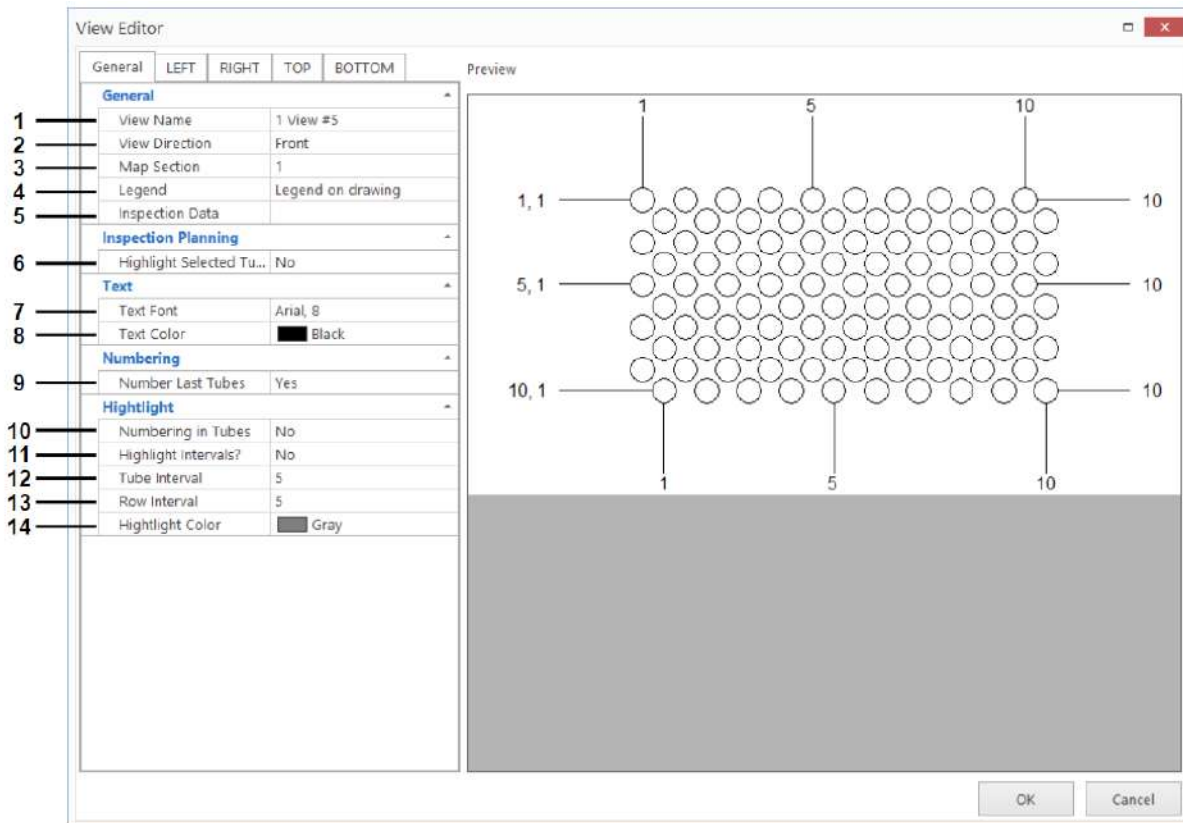 View Editor
General LEFT RIGHT TOP BOTTOM
Preview
General
1 View Name 1 View #5
2 View Direction Front
3 Map Section 1
4 Legend Legend on drawing
5 Inspection Data
Inspection Planning
6 Highlight Selected Tu... No
Text
7 Text Font Arial, 8
8 Text Color Black
Numbering
9 Number Last Tubes Yes
Hightlight
10 Numbering in Tubes No
11 Highlight Intervals? No
12 Tube Interval 5
13 Row Interval 5
14 Hightlight Color Gray
1 5 10
1, 1 10
5, 1 10
10, 1 10
1 5 10
OK Cancel